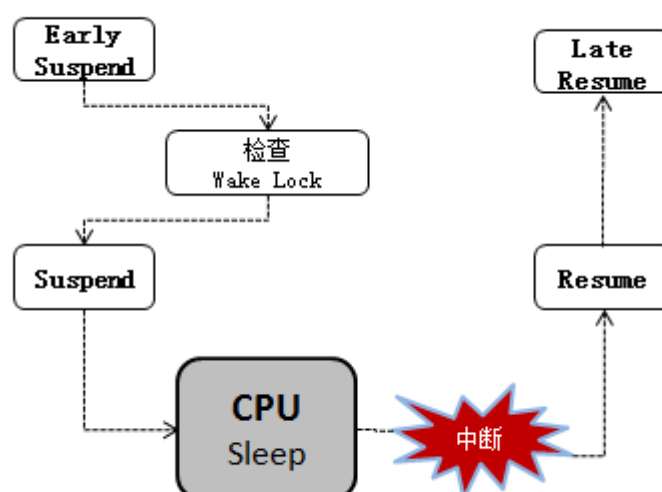 Early
Suspend
Late
Resume
检查
Wake Lock
Suspend
Resume
CPU
Sleep
中断